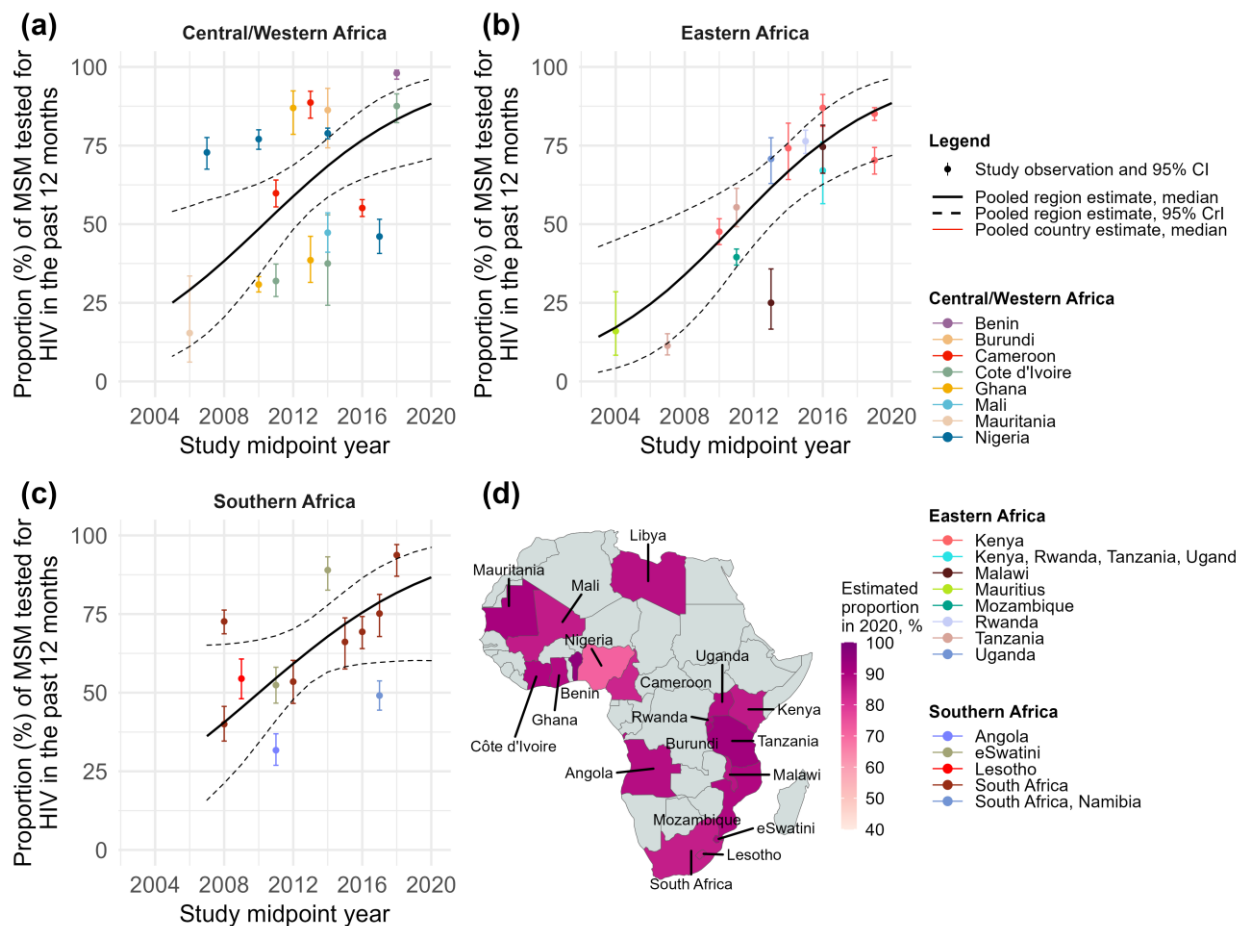 (a)
Central/Western Africa
Proportion (%) of MSM tested for
HIV in the past 12 months
100
75
50
25
0
2004 2008 2012 2016 2020
Study midpoint year
(b)
Eastern Africa
Proportion (%) of MSM tested for
HIV in the past 12 months
100
75
50
25
0
2004 2008 2012 2016 2020
Study midpoint year
Legend
Study observation and 95% CI
Pooled region estimate, median
Pooled region estimate, 95% CrI
Pooled country estimate, median
Central/Western Africa
Benin
Burundi
Cameroon
Cote d'Ivoire
Ghana
Mali
Mauritania
Nigeria
(c)
Southern Africa
Proportion (%) of MSM tested for
HIV in the past 12 months
100
75
50
25
0
2004 2008 2012 2016 2020
Study midpoint year
(d)
Libya
Mauritania
Mali
Nigeria
Uganda
Benin
Cameroon
Ghana
Rwanda
Kenya
Côte d'Ivoire
Burundi
Tanzania
Angola
Malawi
Mozambique
eSwatini
Lesotho
South Africa
Estimated
proportion
in 2020, %
100
90
80
70
60
50
40
Eastern Africa
Kenya
Kenya, Rwanda, Tanzania, Ugand
Malawi
Mauritius
Mozambique
Rwanda
Tanzania
Uganda
Southern Africa
Angola
eSwatini
Lesotho
South Africa
South Africa, Namibia